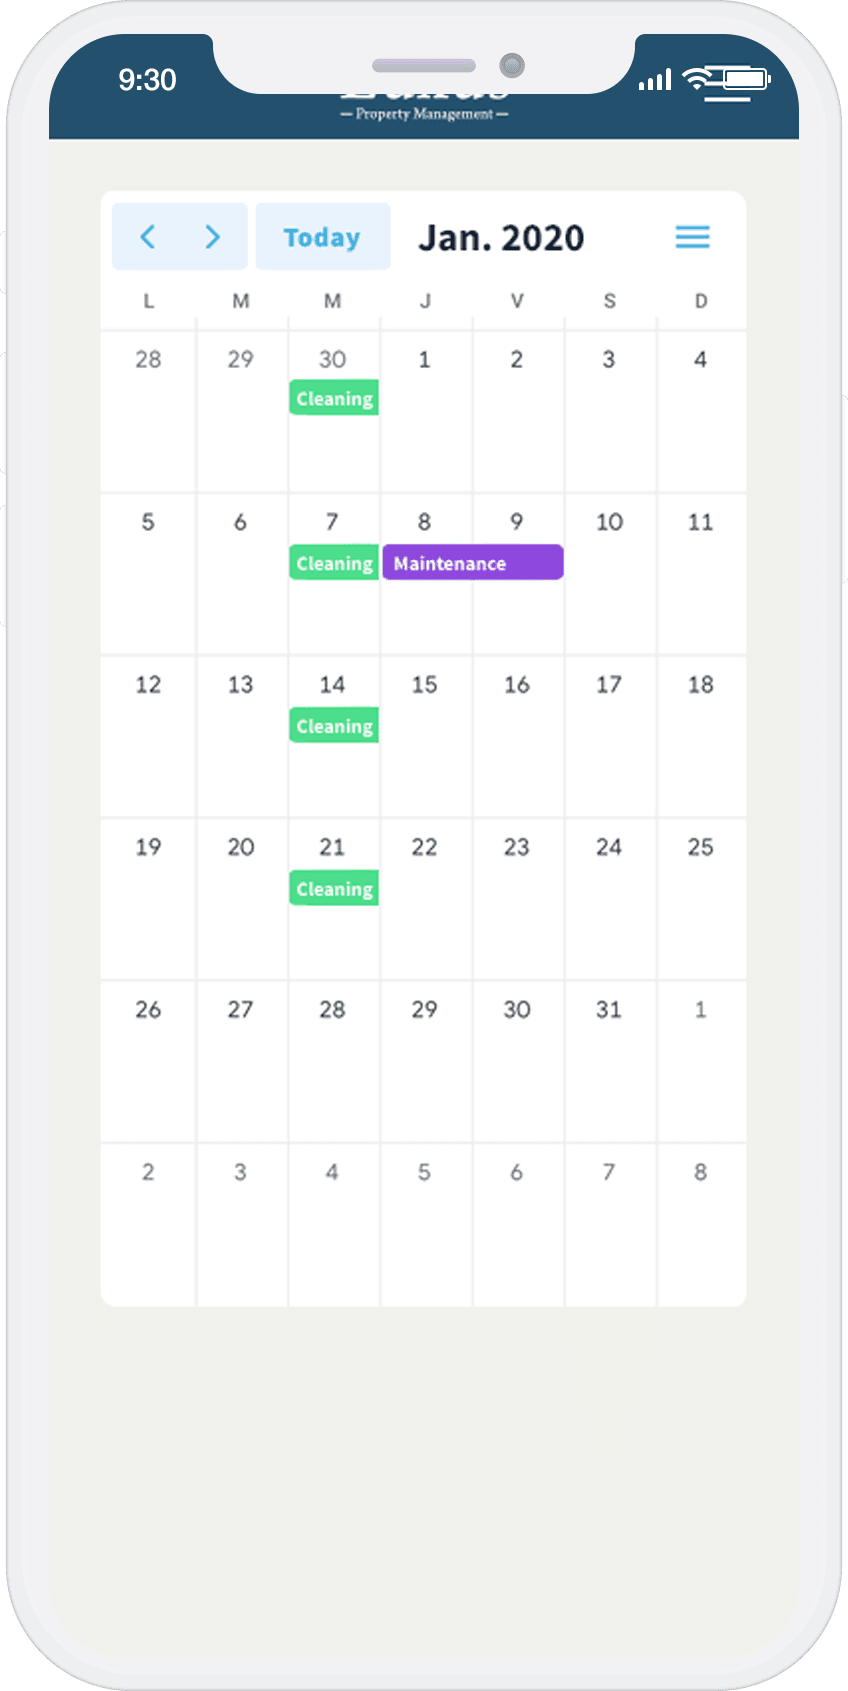 9:30
— Property Management —
Today
Jan. 2020
L M M J V S D
28 29 30 1 2 3 4
Cleaning
5 6 7 8 9 10 11
Cleaning Maintenance
12 13 14 15 16 17 18
Cleaning
19 20 21 22 23 24 25
Cleaning
26 27 28 29 30 31 1
2 3 4 5 6 7 8